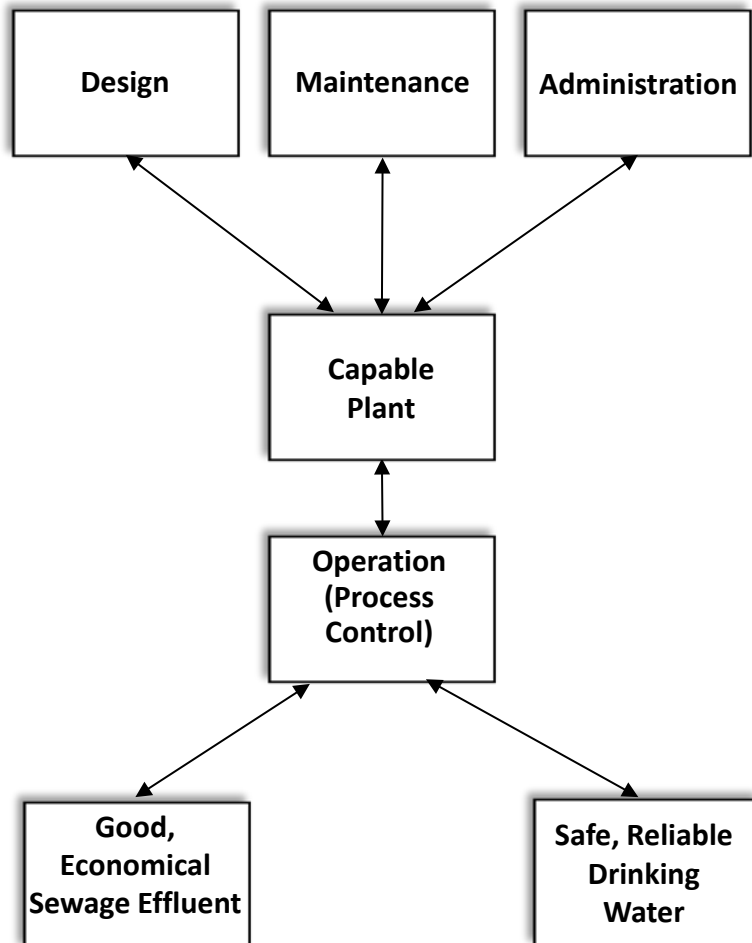 Design
Maintenance
Administration
Capable
Plant
Operation
(Process
Control)
Good,
Economical
Sewage Effluent
Safe, Reliable
Drinking
Water